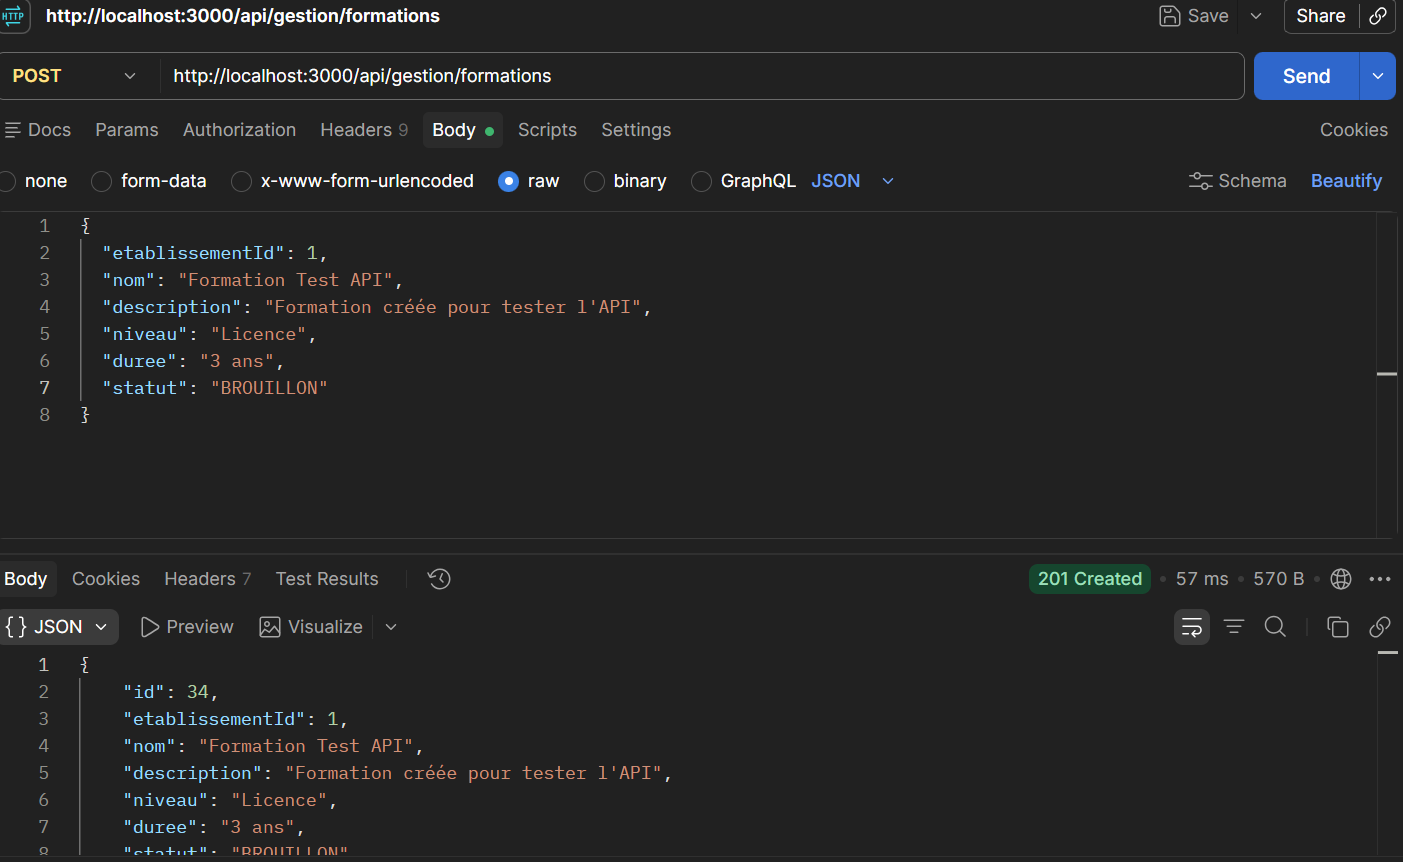 HTTP http://localhost:3000/api/gestion/formations Save Share
POST http://localhost:3000/api/gestion/formations Send
Docs Params Authorization Headers 9 Body Scripts Settings Cookies
none form-data x-www-form-urlencoded raw binary GraphQL JSON Schema Beautify
1 {
2 "etablissementId": 1,
3 "nom": "Formation Test API",
4 "description": "Formation créée pour tester l'API",
5 "niveau": "Licence",
6 "duree": "3 ans",
7 "statut": "BROUILLON"
8 }
Body Cookies Headers 7 Test Results 201 Created • 57 ms • 570 B •
{} JSON Preview Visualize
1 {
2 "id": 34,
3 "etablissementId": 1,
4 "nom": "Formation Test API",
5 "description": "Formation créée pour tester l'API",
6 "niveau": "Licence",
7 "duree": "3 ans",
8 "statut": "BROUILLON"